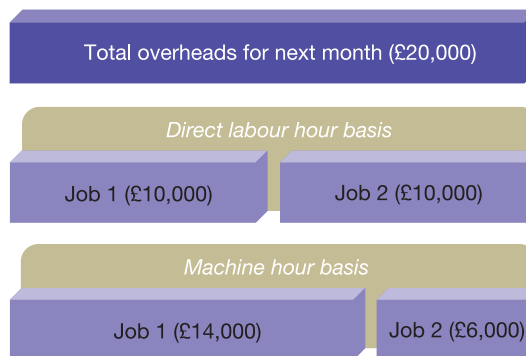 Total overheads for next month (£20,000)
Direct labour hour basis
Job 1 (£10,000)
Job 2 (£10,000)
Machine hour basis
Job 1 (£14,000)
Job 2 (£6,000)